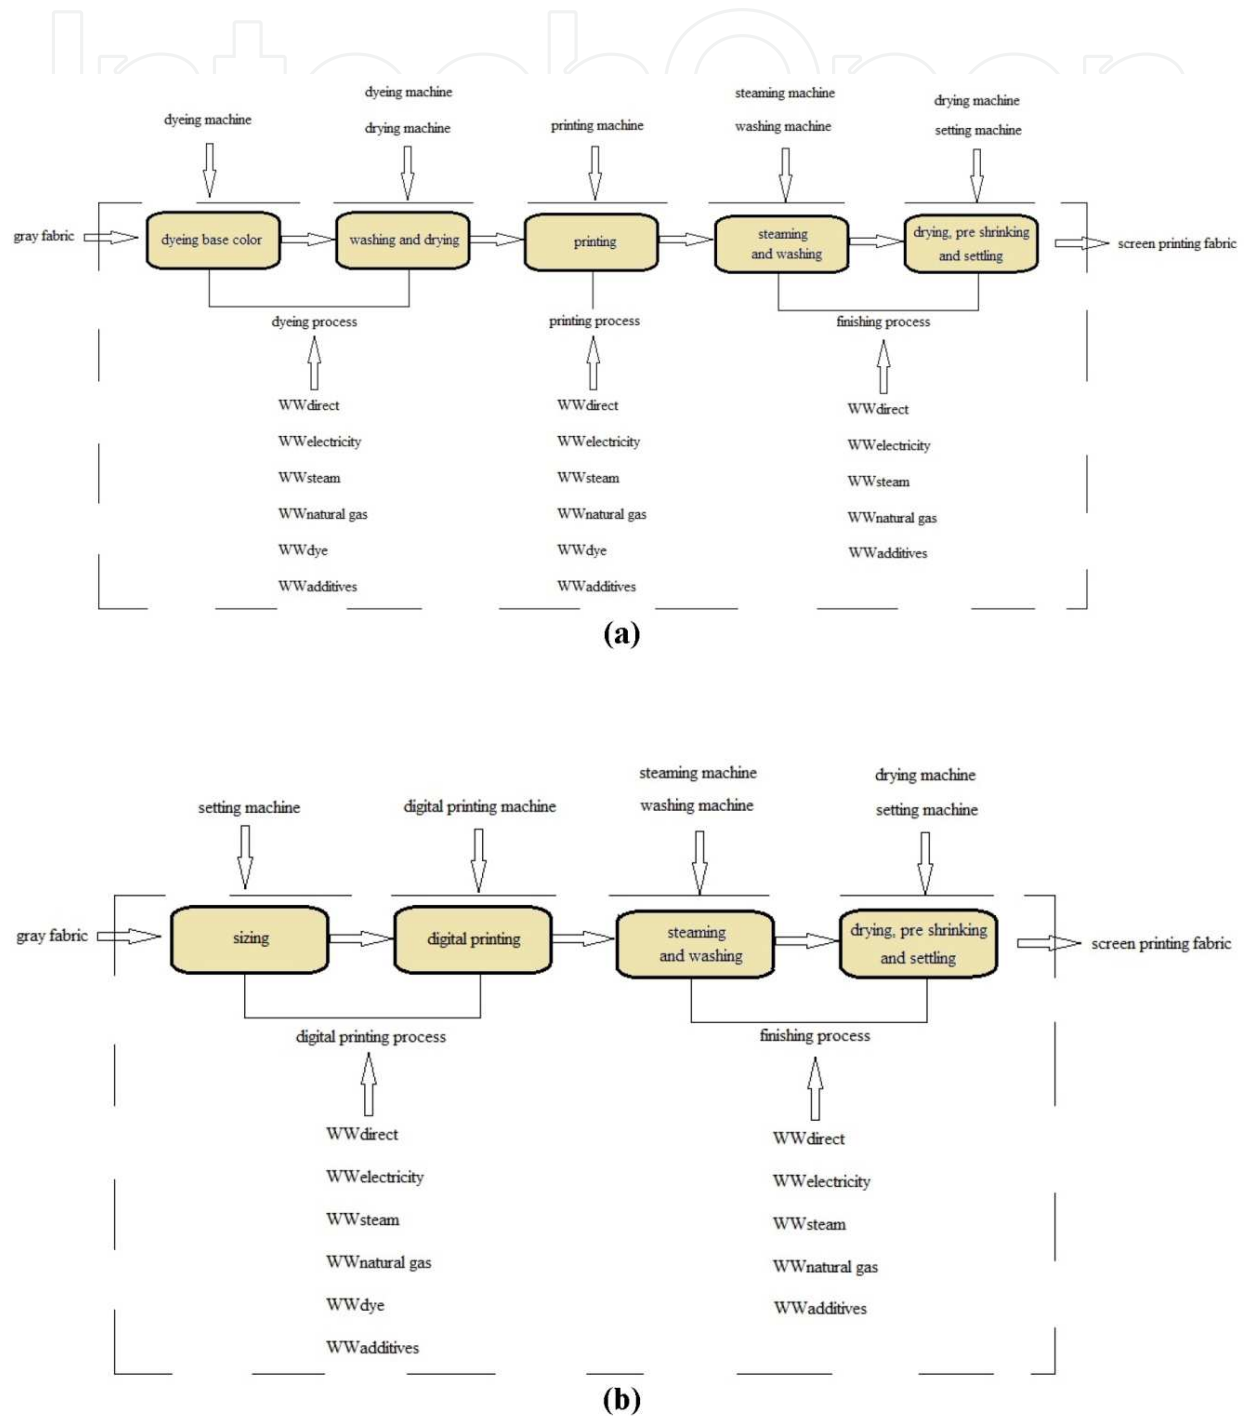 IntechOpen
dyeing machine
dyeing machine
drying machine
printing machine
steaming machine
washing machine
drying machine
setting machine
gray fabric
dyeing base color
washing and drying
printing
steaming
and washing
drying, pre shrinking
and settling
screen printing fabric
dyeing process
printing process
finishing process
WWdirect
WWelectricity
WWsteam
WWnatural gas
WWdye
WWadditives
WWdirect
WWelectricity
WWsteam
WWnatural gas
WWdye
WWadditives
WWdirect
WWelectricity
WWsteam
WWnatural gas
WWadditives
(a)
setting machine
digital printing machine
steaming machine
washing machine
drying machine
setting machine
gray fabric
sizing
digital printing
steaming
and washing
drying, pre shrinking
and settling
screen printing fabric
digital printing process
finishing process
WWdirect
WWelectricity
WWsteam
WWnatural gas
WWdye
WWadditives
WWdirect
WWelectricity
WWsteam
WWnatural gas
WWadditives
(b)